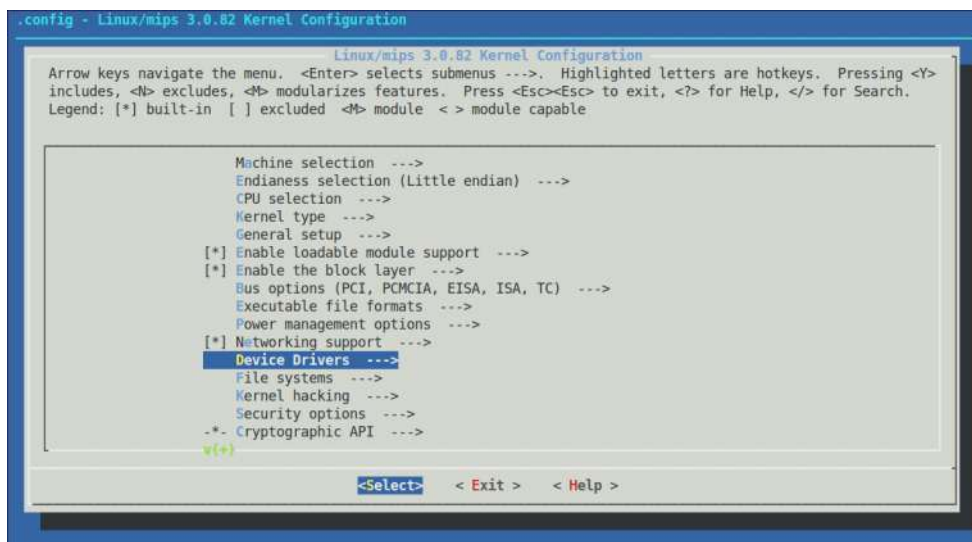 .config - Linux/mips 3.0.82 Kernel Configuration
Linux/mips 3.0.82 Kernel Configuration
Arrow keys navigate the menu.  <Enter> selects submenus --->.  Highlighted letters are hotkeys.  Pressing <Y>
includes, <N> excludes, <M> modularizes features.  Press <Esc><Esc> to exit, <?> for Help, </> for Search.
Legend: [*] built-in  [ ] excluded  <M> module  < > module capable
Machine selection  --->
Endianess selection (Little endian)  --->
CPU selection  --->
Kernel type  --->
General setup  --->
[*] Enable loadable module support  --->
[*] Enable the block layer  --->
Bus options (PCI, PCMCIA, EISA, ISA, TC)  --->
Executable file formats  --->
Power management options  --->
[*] Networking support  --->
Device Drivers  --->
File systems  --->
Kernel hacking  --->
Security options  --->
-*- Cryptographic API  --->
v(+)
<Select>    < Exit >    < Help >